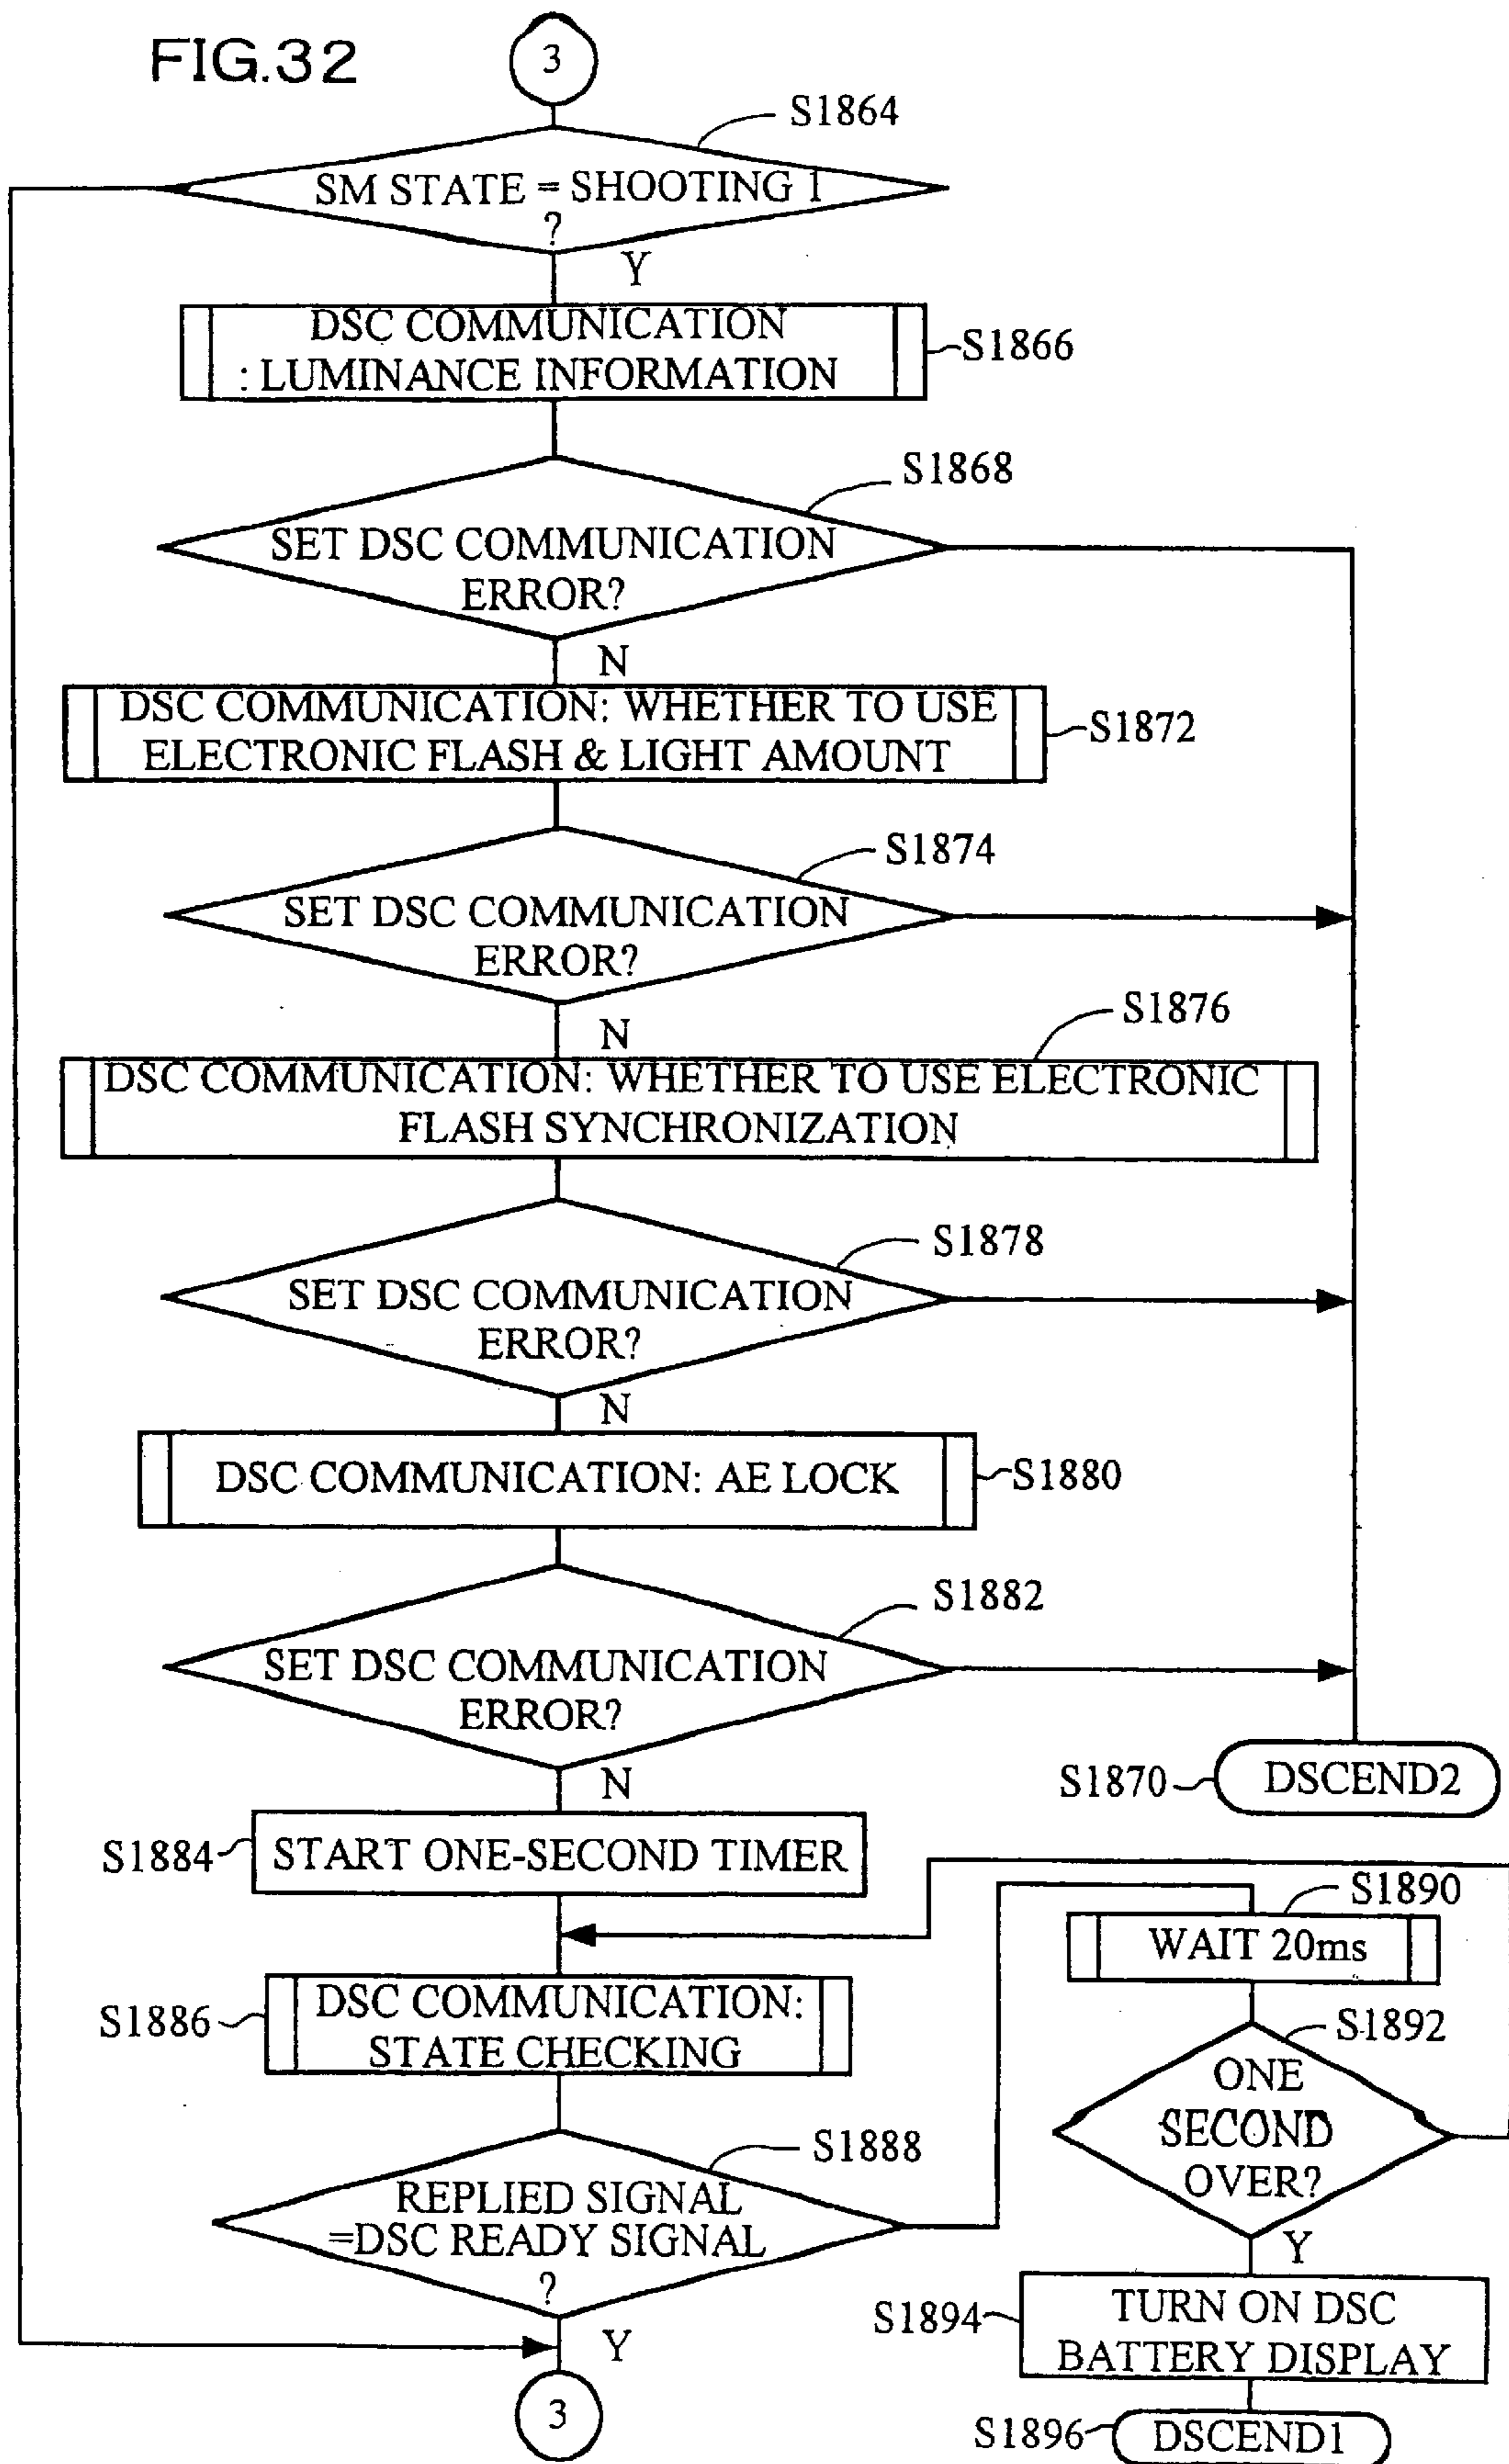 FIG.32
3
S1864
SM STATE = SHOOTING 1
?
Y
DSC COMMUNICATION
: LUMINANCE INFORMATION
S1866
S1868
SET DSC COMMUNICATION
ERROR?
N
DSC COMMUNICATION: WHETHER TO USE
ELECTRONIC FLASH & LIGHT AMOUNT
S1872
S1874
SET DSC COMMUNICATION
ERROR?
N
S1876
DSC COMMUNICATION: WHETHER TO USE ELECTRONIC
FLASH SYNCHRONIZATION
S1878
SET DSC COMMUNICATION
ERROR?
N
DSC COMMUNICATION: AE LOCK
S1880
S1882
SET DSC COMMUNICATION
ERROR?
N
S1870
DSCEND2
S1884
START ONE-SECOND TIMER
S1890
WAIT 20ms
S1886
DSC COMMUNICATION:
STATE CHECKING
S1892
ONE
SECOND
OVER?
Y
S1888
REPLIED SIGNAL
=DSC READY SIGNAL
?
Y
S1894
TURN ON DSC
BATTERY DISPLAY
3
S1896
DSCEND1